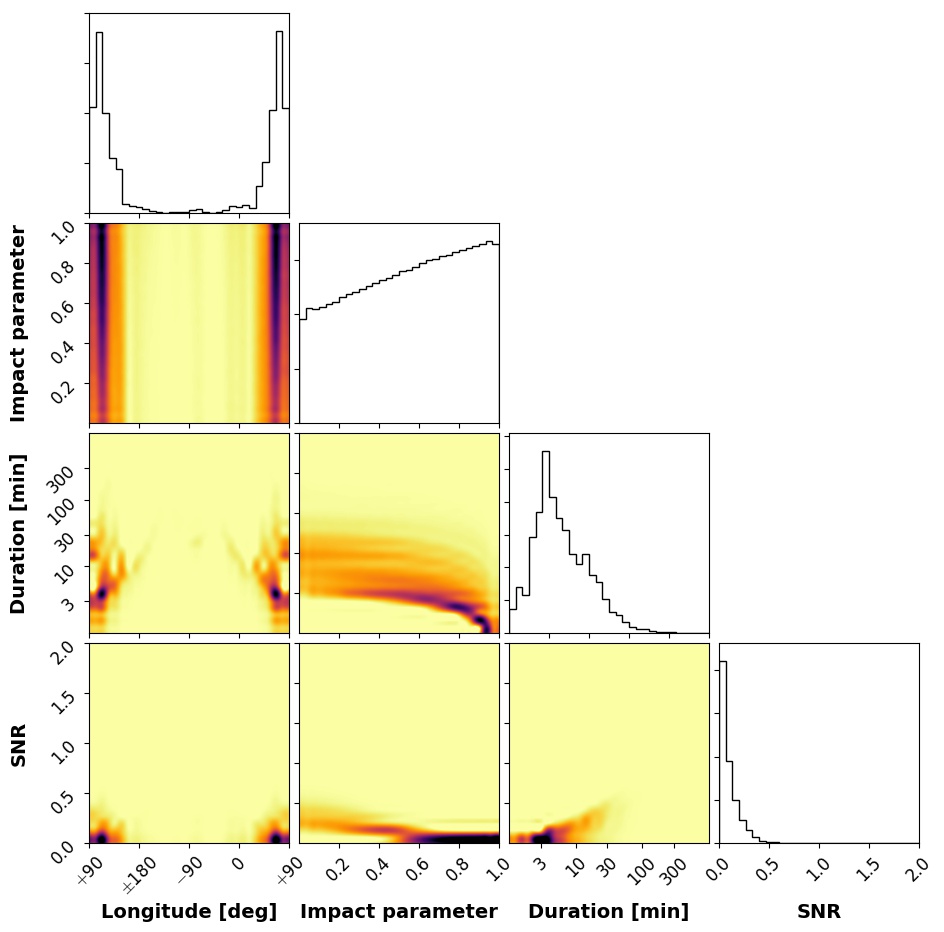 Impact parameter
1.0
0.8
0.6
0.4
0.2
Duration [min]
300
100
30
10
3
SNR
2.0
1.5
1.0
0.5
0.0
+90 ±180 −90 0 +90
0.2 0.4 0.6 0.8 1.0
3 10 30 100 300
0.0 0.5 1.0 1.5 2.0
Longitude [deg] Impact parameter Duration [min] SNR